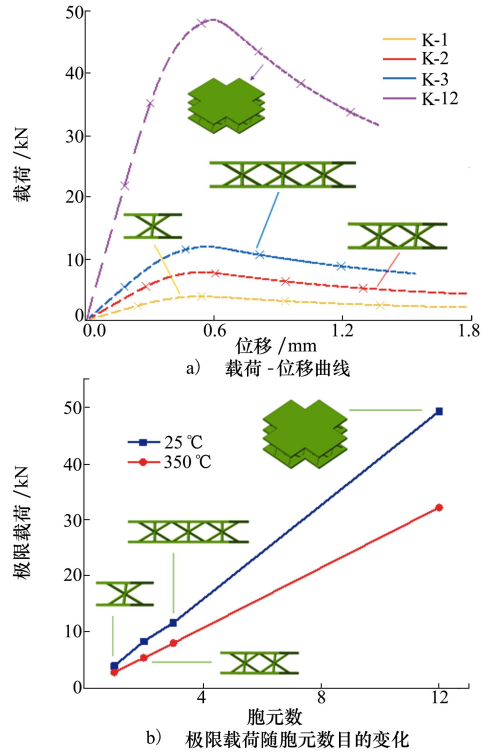 50
40
30
20
10
0
载荷 /kN
K-1
K-2
K-3
K-12
0.0 0.6 1.2 1.8
位移 /mm
a) 载荷 -位移曲线
50
40
30
20
10
0
极限载荷 /kN
25 ℃
350 ℃
4 8 12
胞元数
b) 极限载荷随胞元数目的变化